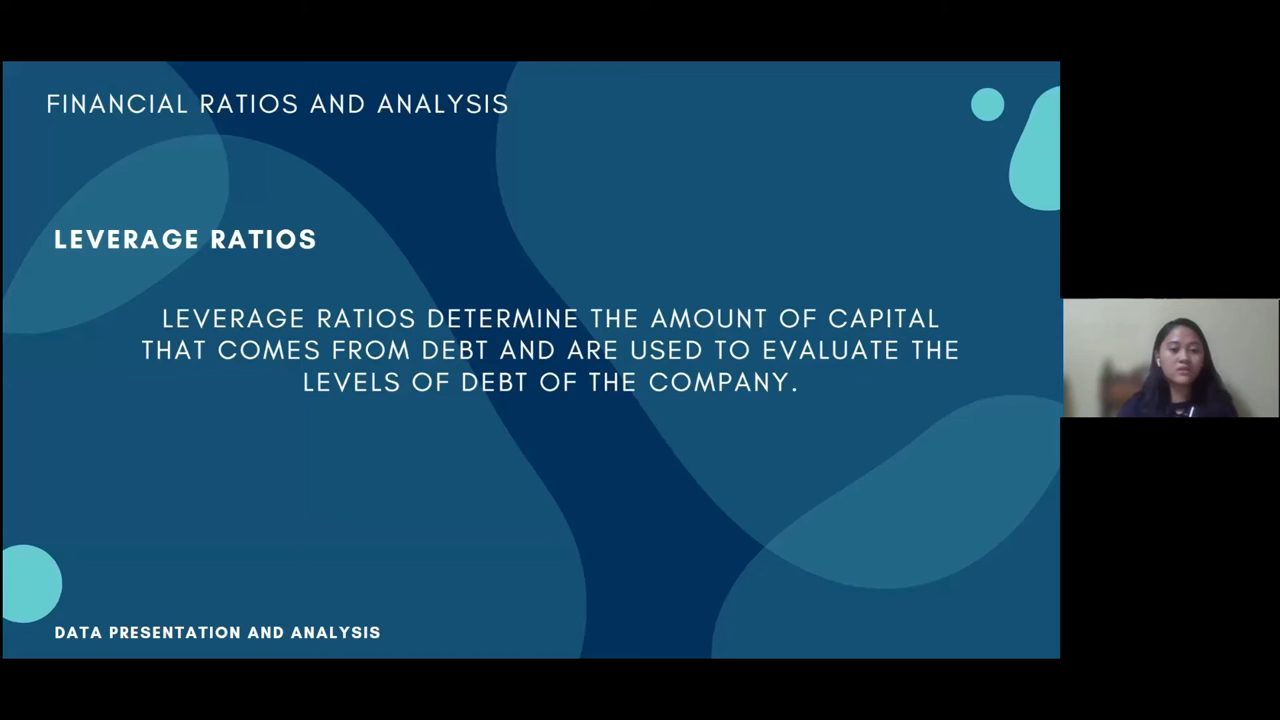 FINANCIAL RATIOS AND ANALYSIS
LEVERAGE RATIOS
LEVERAGE RATIOS DETERMINE THE AMOUNT OF CAPITAL
THAT COMES FROM DEBT AND ARE USED TO EVALUATE THE
LEVELS OF DEBT OF THE COMPANY.
DATA PRESENTATION AND ANALYSIS